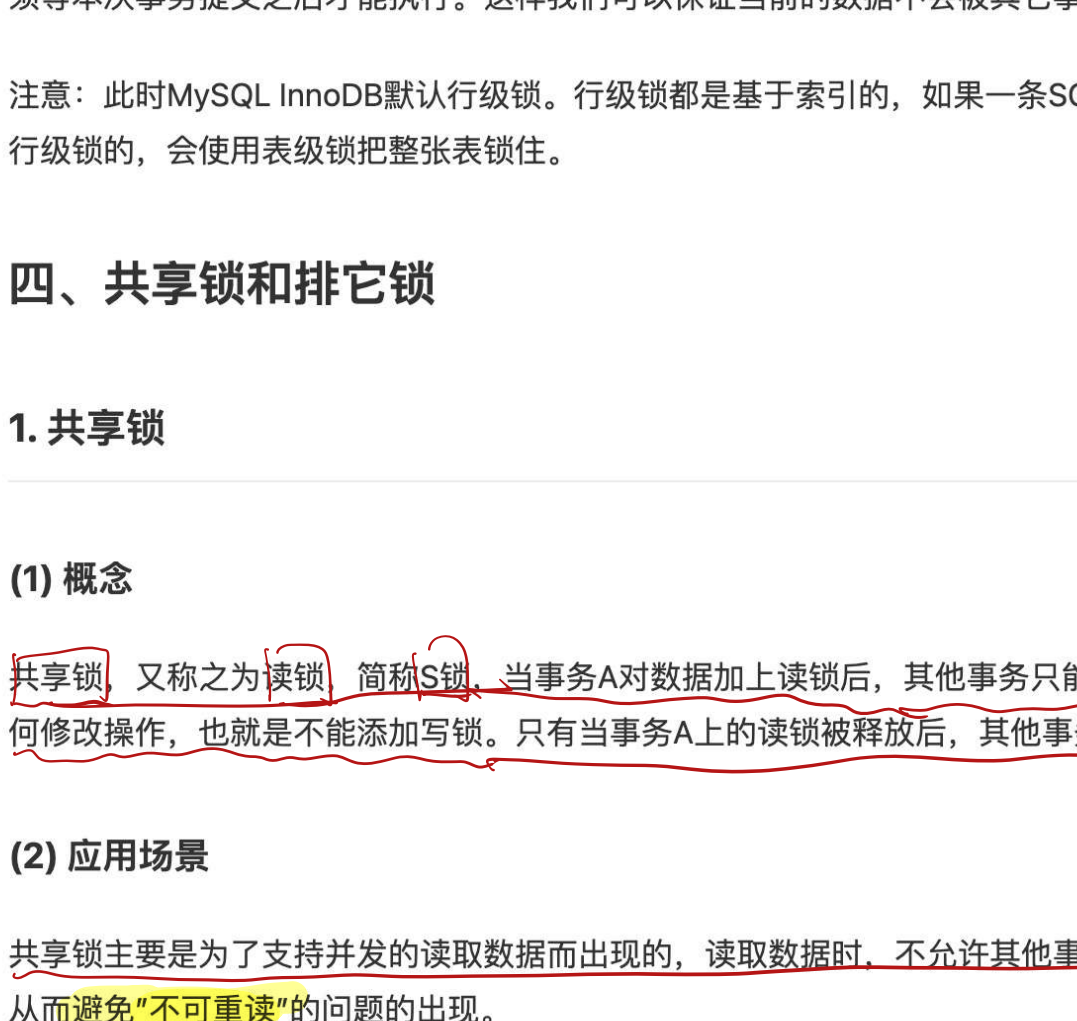 须等本次事务提交之后才能执行。这样我们可以保证当前的数据不会被其它事
注意：此时MySQL InnoDB默认行级锁。行级锁都是基于索引的，如果一条SQ
行级锁的，会使用表级锁把整张表锁住。
四、共享锁和排它锁
1. 共享锁
(1) 概念
共享锁，又称之为读锁，简称S锁，当事务A对数据加上读锁后，其他事务只能
何修改操作，也就是不能添加写锁。只有当事务A上的读锁被释放后，其他事务
(2) 应用场景
共享锁主要是为了支持并发的读取数据而出现的，读取数据时，不允许其他事
从而避免"不可重读"的问题的出现。